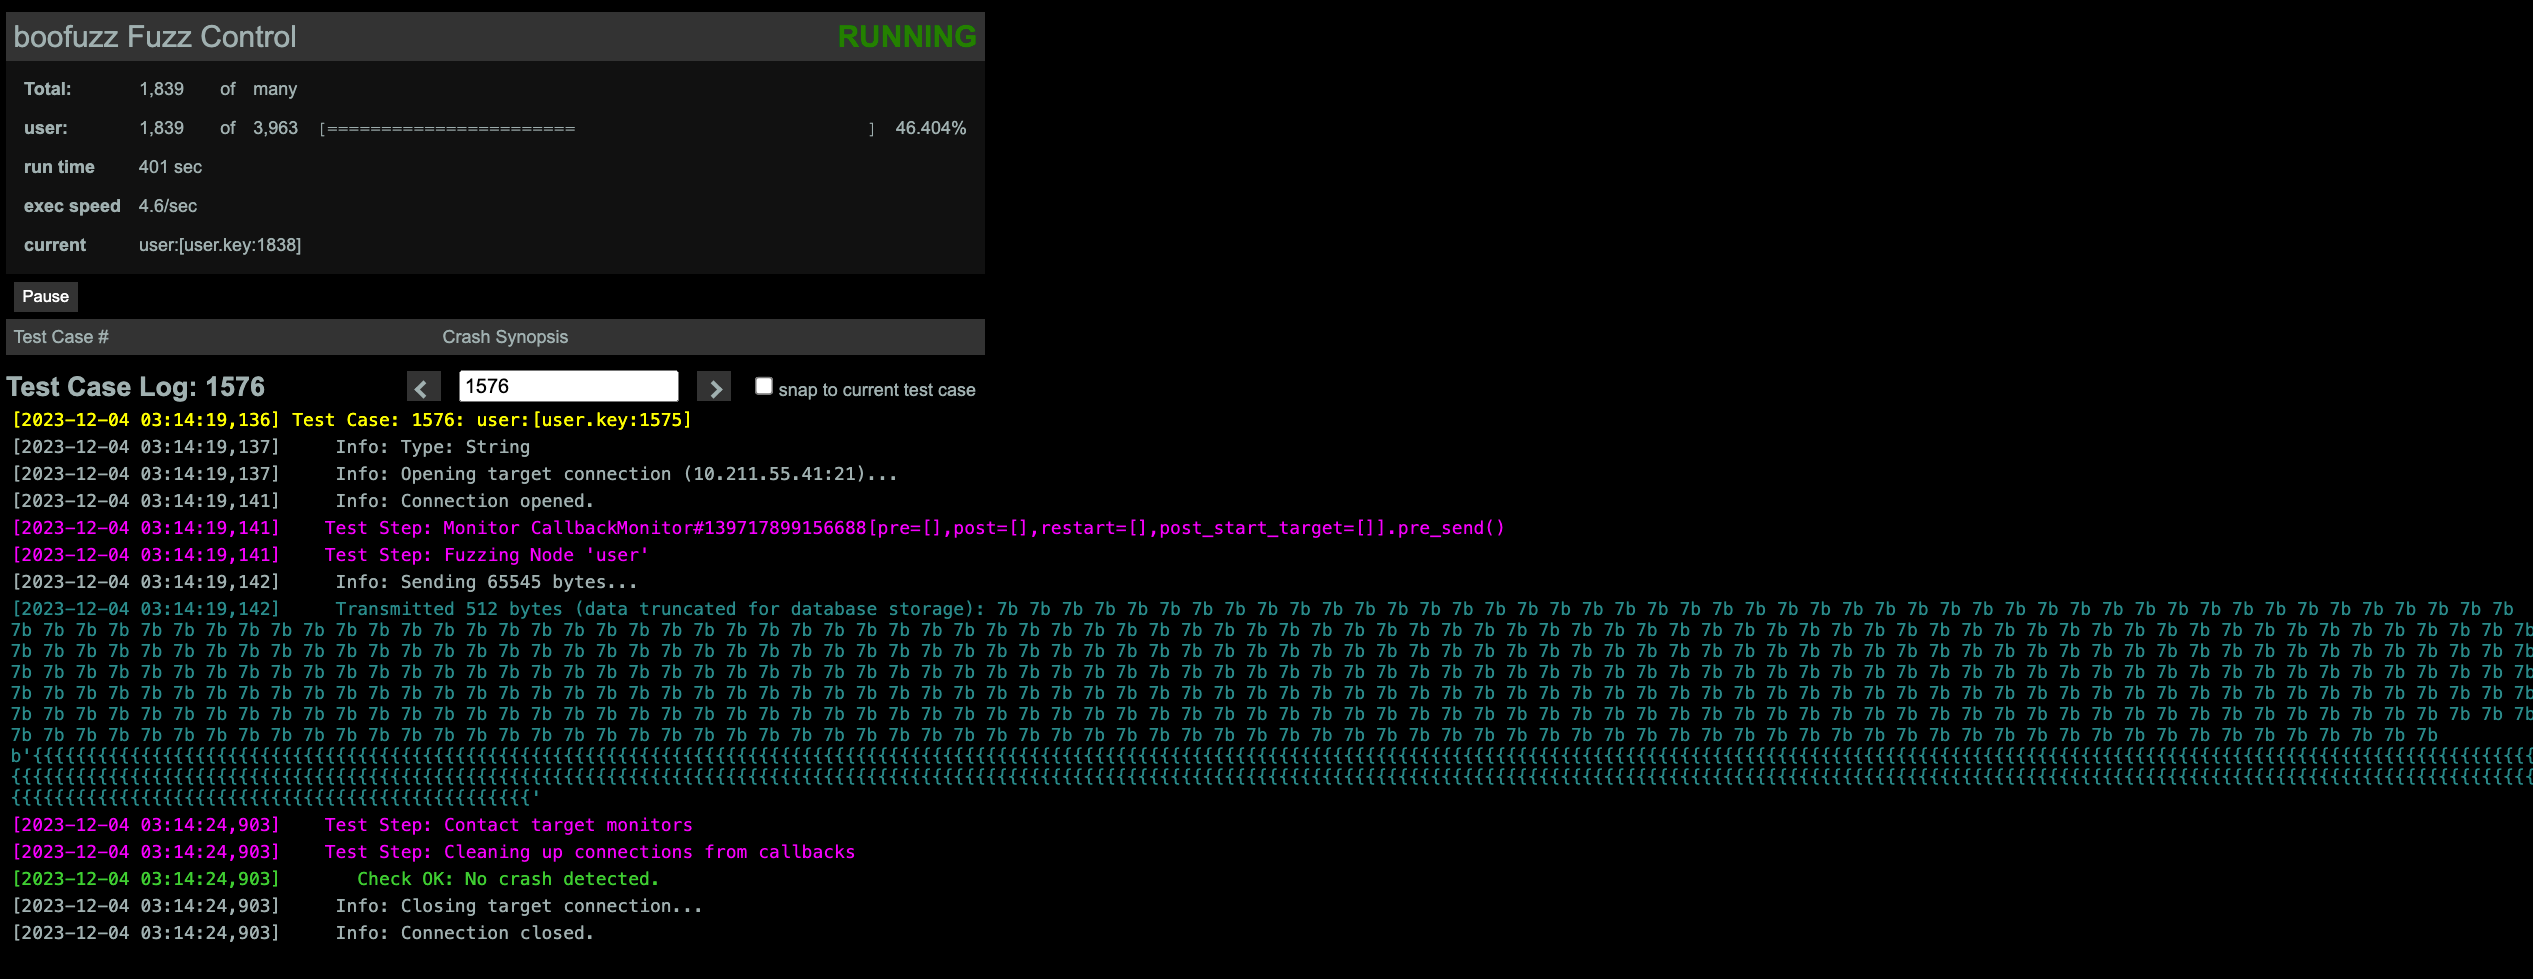 boofuzz Fuzz Control RUNNING
Total: 1,839 of many
user: 1,839 of 3,963 [======================= ] 46.404%
run time 401 sec
exec speed 4.6/sec
current user:[user.key:1838]
Pause
Test Case # Crash Synopsis
Test Case Log: 1576 < 1576 > snap to current test case
[2023-12-04 03:14:19,136] Test Case: 1576: user:[user.key:1575]
[2023-12-04 03:14:19,137] Info: Type: String
[2023-12-04 03:14:19,137] Info: Opening target connection (10.211.55.41:21)...
[2023-12-04 03:14:19,141] Info: Connection opened.
[2023-12-04 03:14:19,141] Test Step: Monitor CallbackMonitor#139717899156688[pre=[],post=[],restart=[],post_start_target=[]].pre_send()
[2023-12-04 03:14:19,141] Test Step: Fuzzing Node 'user'
[2023-12-04 03:14:19,142] Info: Sending 65545 bytes...
[2023-12-04 03:14:19,142] Transmitted 512 bytes (data truncated for database storage): 7b 7b 7b 7b 7b 7b 7b 7b 7b 7b 7b 7b 7b 7b 7b 7b 7b 7b 7b 7b 7b 7b 7b 7b 7b 7b 7b 7b 7b 7b 7b 7b 7b 7b 7b 7b 7b 7b 7b 7b 7b 7b 7b 7b 7b 7b 7b
7b 7b 7b 7b 7b 7b 7b 7b 7b 7b 7b 7b 7b 7b 7b 7b 7b 7b 7b 7b 7b 7b 7b 7b 7b 7b 7b 7b 7b 7b 7b 7b 7b 7b 7b 7b 7b 7b 7b 7b 7b 7b 7b 7b 7b 7b 7b 7b 7b 7b 7b 7b 7b 7b 7b 7b 7b 7b 7b 7b 7b 7b 7b 7b 7b 7b 7b 7b 7b 7b 7b 7b 7b 7b 7b 7b 7b 7b
7b 7b 7b 7b 7b 7b 7b 7b 7b 7b 7b 7b 7b 7b 7b 7b 7b 7b 7b 7b 7b 7b 7b 7b 7b 7b 7b 7b 7b 7b 7b 7b 7b 7b 7b 7b 7b 7b 7b 7b 7b 7b 7b 7b 7b 7b 7b 7b 7b 7b 7b 7b 7b 7b 7b 7b 7b 7b 7b 7b 7b 7b 7b 7b 7b 7b 7b 7b 7b 7b 7b 7b 7b 7b 7b 7b 7b 7b
7b 7b 7b 7b 7b 7b 7b 7b 7b 7b 7b 7b 7b 7b 7b 7b 7b 7b 7b 7b 7b 7b 7b 7b 7b 7b 7b 7b 7b 7b 7b 7b 7b 7b 7b 7b 7b 7b 7b 7b 7b 7b 7b 7b 7b 7b 7b 7b 7b 7b 7b 7b 7b 7b 7b 7b 7b 7b 7b 7b 7b 7b 7b 7b 7b 7b 7b 7b 7b 7b 7b 7b 7b 7b 7b 7b 7b 7b
7b 7b 7b 7b 7b 7b 7b 7b 7b 7b 7b 7b 7b 7b 7b 7b 7b 7b 7b 7b 7b 7b 7b 7b 7b 7b 7b 7b 7b 7b 7b 7b 7b 7b 7b 7b 7b 7b 7b 7b 7b 7b 7b 7b 7b 7b 7b 7b 7b 7b 7b 7b 7b 7b 7b 7b 7b 7b 7b 7b 7b 7b 7b 7b 7b 7b 7b 7b 7b 7b 7b 7b 7b 7b 7b 7b 7b 7b
7b 7b 7b 7b 7b 7b 7b 7b 7b 7b 7b 7b 7b 7b 7b 7b 7b 7b 7b 7b 7b 7b 7b 7b 7b 7b 7b 7b 7b 7b 7b 7b 7b 7b 7b 7b 7b 7b 7b 7b 7b 7b 7b 7b 7b 7b 7b 7b 7b 7b 7b 7b 7b 7b 7b 7b 7b 7b 7b 7b 7b 7b 7b 7b 7b 7b 7b 7b 7b 7b 7b 7b 7b 7b 7b 7b 7b 7b
7b 7b 7b 7b 7b 7b 7b 7b 7b 7b 7b 7b 7b 7b 7b 7b 7b 7b 7b 7b 7b 7b 7b 7b 7b 7b 7b 7b 7b 7b 7b 7b 7b 7b 7b 7b 7b 7b 7b 7b 7b 7b 7b 7b 7b 7b 7b 7b 7b 7b 7b 7b 7b 7b 7b 7b 7b 7b 7b 7b 7b 7b 7b 7b 7b 7b 7b 7b 7b 7b 7b 7b 7b 7b 7b
b'{{{{{{{{{{{{{{{{{{{{{{{{{{{{{{{{{{{{{{{{{{{{{{{{{{{{{{{{{{{{{{{{{{{{{{{{{{{{{{{{{{{{{{{{{{{{{{{{{{{{{{{{{{{{{{{{{{{{{{{{{{{{{{{{{{{{{{{{{{{{{{{{{{{{{{{{{{{{{{{{{{{{{{{{{{{{{{{{{{{{{{{{{{{{{{{{{{{{{{{{{{{{{{{{{{{{{{{{{{{{{{{{{{{
{{{{{{{{{{{{{{{{{{{{{{{{{{{{{{{{{{{{{{{{{{{{{{{{{{{{{{{{{{{{{{{{{{{{{{{{{{{{{{{{{{{{{{{{{{{{{{{{{{{{{{{{{{{{{{{{{{{{{{{{{{{{{{{{{{{{{{{{{{{{{{{{{{{{{{{{{{{{{{{{{{{{{{{{{{{{{{{{{{{{{{{{{{{{{{{{{{{{{{{{{{{{{{{{{{{{{{{{{{{{{{{{
{{{{{{{{{{{{{{{{{{{{{{{{{{{{{{{{{{{{{{{{{{{{{{{'
[2023-12-04 03:14:24,903] Test Step: Contact target monitors
[2023-12-04 03:14:24,903] Test Step: Cleaning up connections from callbacks
[2023-12-04 03:14:24,903] Check OK: No crash detected.
[2023-12-04 03:14:24,903] Info: Closing target connection...
[2023-12-04 03:14:24,903] Info: Connection closed.